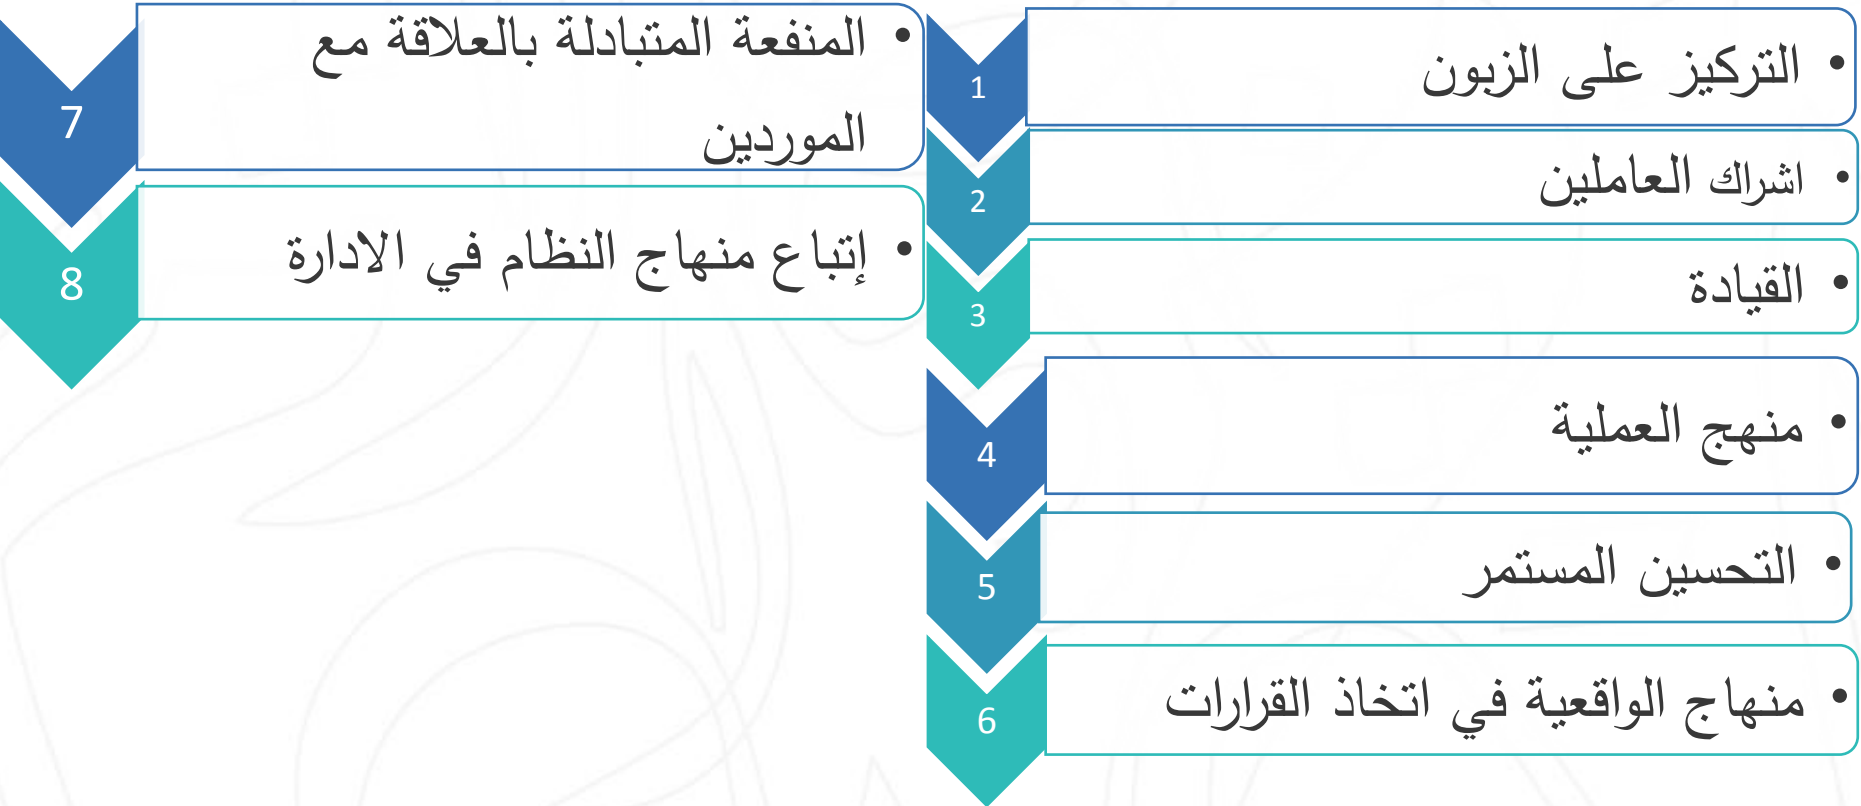 1
• التركيز على الزبون
2
• اشراك العاملين
3
• القيادة
4
• منهج العملية
5
• التحسين المستمر
6
• منهاج الواقعية في اتخاذ القرارات
7
• المنفعة المتبادلة بالعلاقة مع
الموردين
8
• إتباع منهاج النظام في الادارة